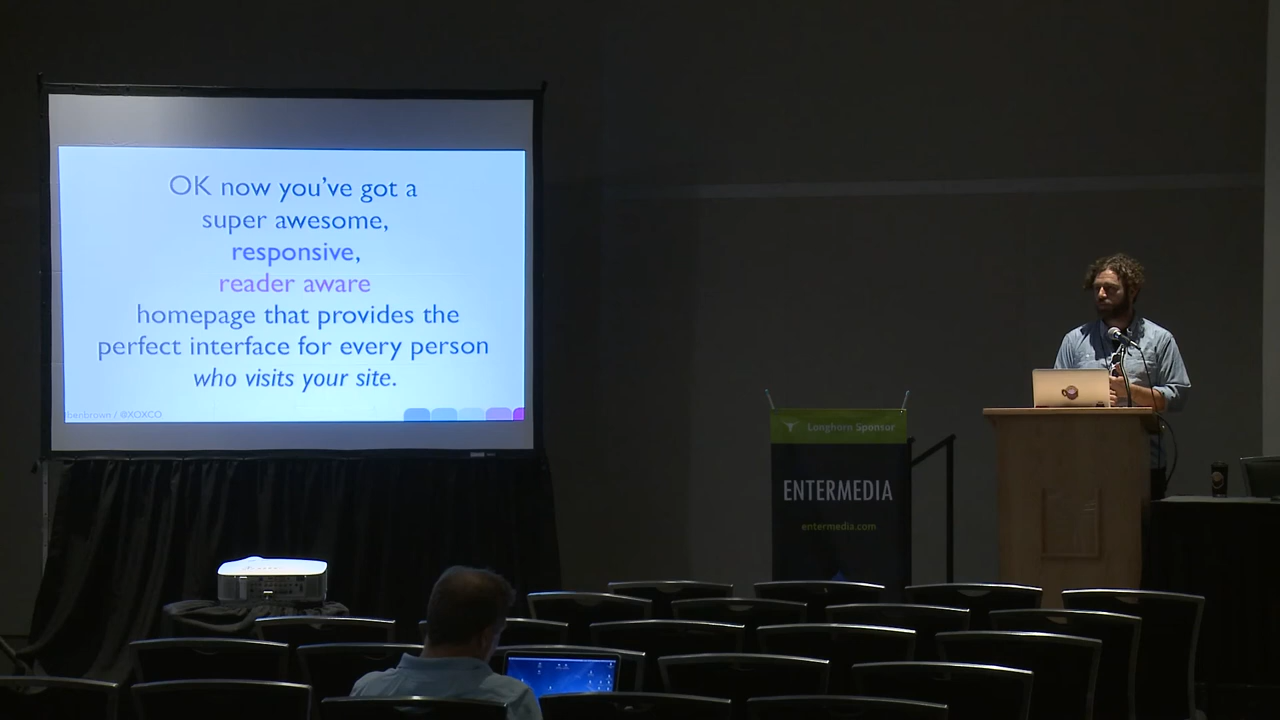 OK now you've got a
super awesome,
responsive,
reader aware
homepage that provides the
perfect interface for every person
who visits your site.
benbrown / @XOXCO
Longhorn Sponsor
ENTERMEDIA
entermedia.com